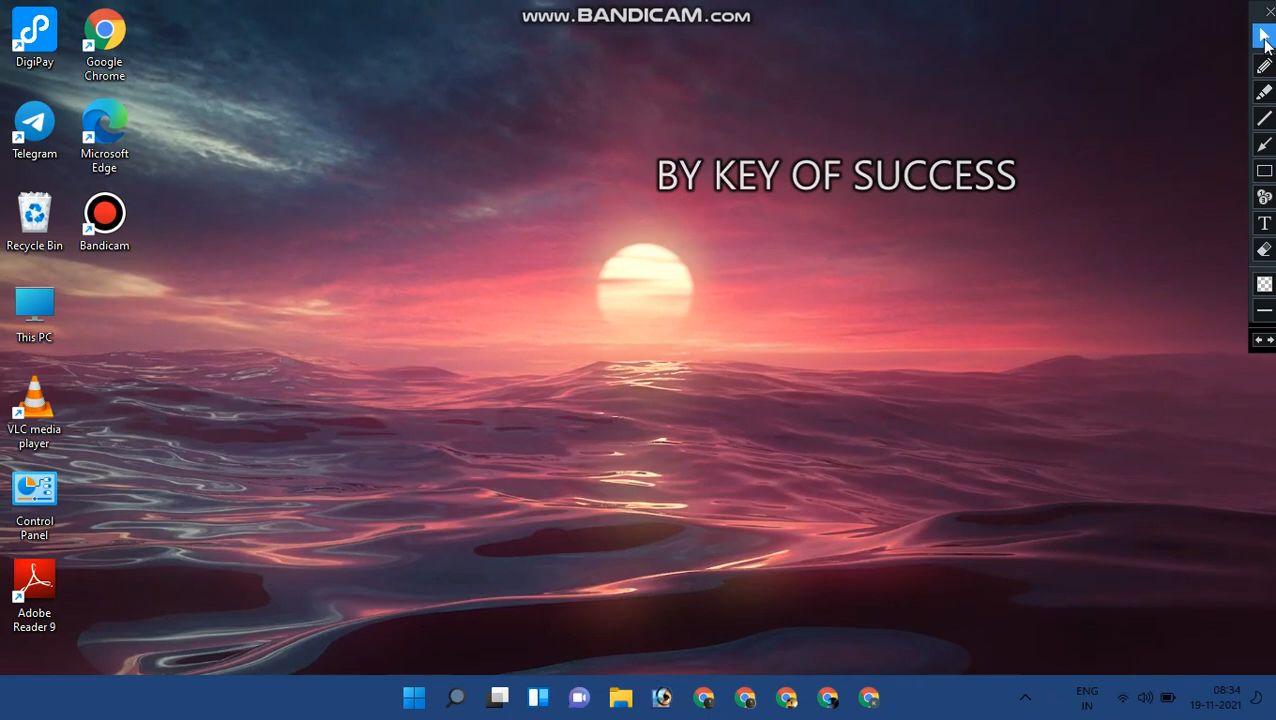 www.BANDICAM.com
DigiPay
Google
Chrome
BY KEY OF SUCCESS
Telegram
Microsoft
Edge
Recycle Bin
Bandicam
This PC
VLC media
player
Control
Panel
Adobe
Reader 9
T
ENG
IN
08:34
19-11-2021